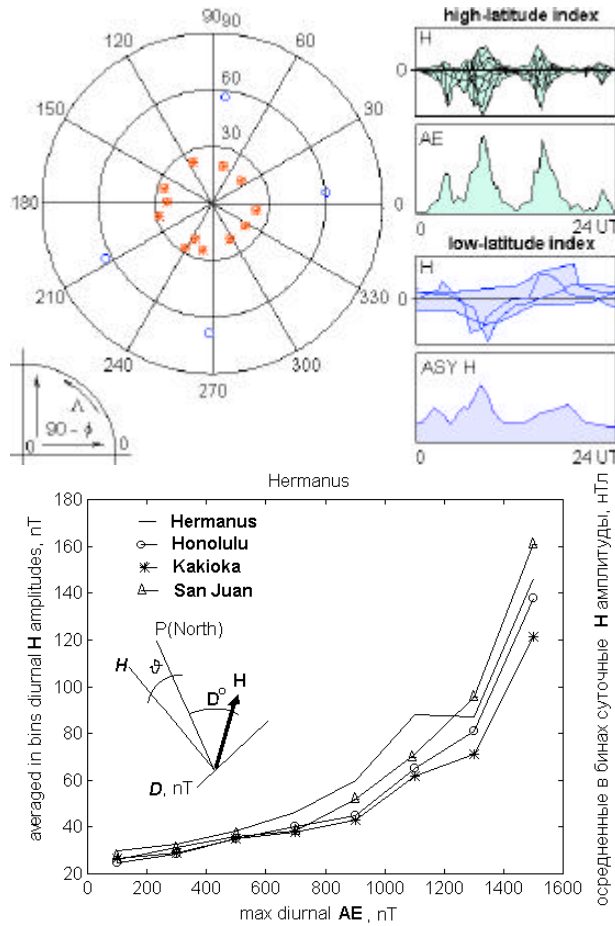 90
90
120
60
60
150
30
30
180
0
0
210
330
240
300
270
Λ
90 - ϕ
0
0
high-latitude index
H
0
AE
0
24 UT
low-latitude index
H
0
ASY H
0
24 UT
Hermanus
180
160
140
120
100
80
60
40
20
0
200
400
600
800
1000
1200
1400
1600
averaged in bins diurnal H amplitudes, nT
max diurnal AE , nT
осредненные в бинах суточные H амплитуды, нТл
Hermanus
Honolulu
Kakioka
San Juan
P(North)
H
ϑ
D°
H
D, nT